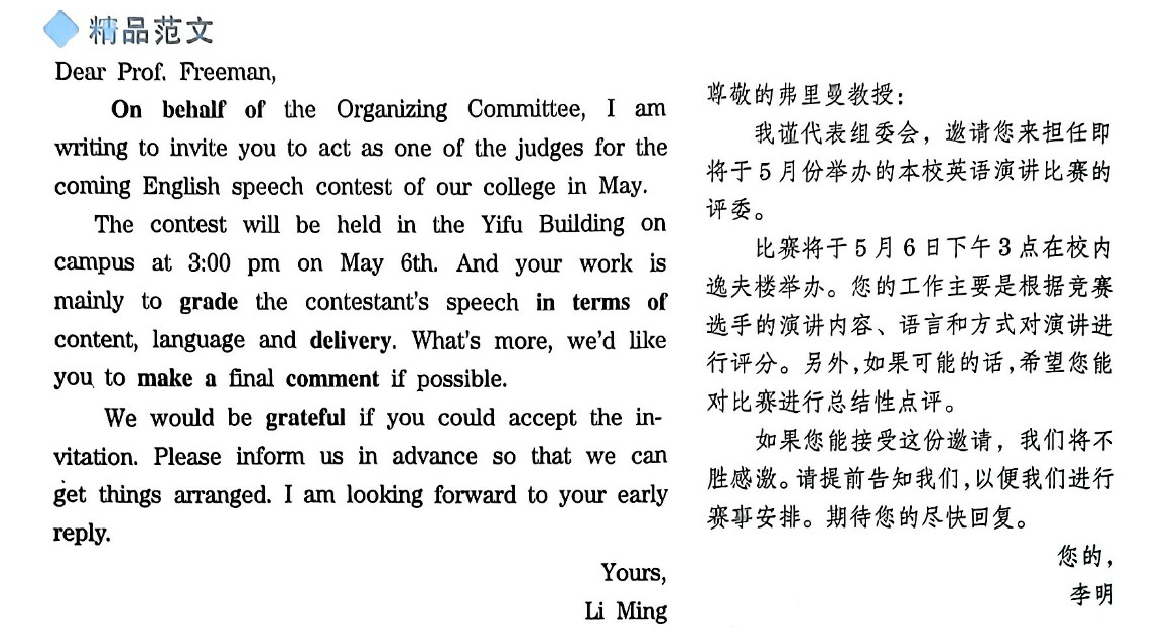 精品范文
Dear Prof. Freeman,
On behalf of the Organizing Committee, I am
writing to invite you to act as one of the judges for the
coming English speech contest of our college in May.
The contest will be held in the Yifu Building on
campus at 3:00 pm on May 6th. And your work is
mainly to grade the contestant's speech in terms of
content, language and delivery. What's more, we'd like
you to make a final comment if possible.
We would be grateful if you could accept the in-
vitation. Please inform us in advance so that we can
get things arranged. I am looking forward to your early
reply.
Yours,
Li Ming
尊敬的弗里曼教授：
我谨代表组委会，邀请您来担任即
将于5月份举办的本校英语演讲比赛的
评委。
比赛将于5月6日下午3点在校内
逸夫楼举办。您的工作主要是根据竞赛
选手的演讲内容、语言和方式对演讲进
行评分。另外，如果可能的话，希望您能
对比赛进行总结性点评。
如果您能接受这份邀请，我们将不
胜感激。请提前告知我们，以便我们进行
赛事安排。期待您的尽快回复。
您的，
李明